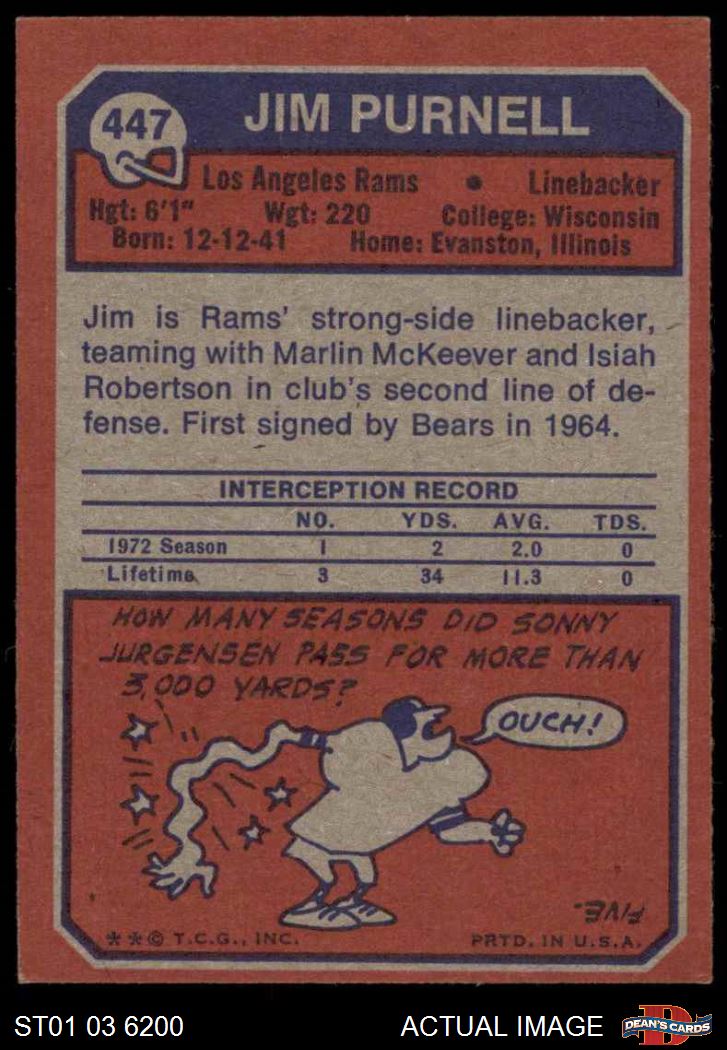 447
JIM PURNELL
Los Angeles Rams • Linebacker
Hgt: 6'1" Wgt: 220 College: Wisconsin
Born: 12-12-41 Home: Evanston, Illinois
Jim is Rams' strong-side linebacker,
teaming with Marlin McKeever and Isiah
Robertson in club's second line of de-
fense. First signed by Bears in 1964.
INTERCEPTION RECORD
NO. YDS. AVG. TDS.
1972 Season 1 2 2.0 0
Lifetime 3 34 11.3 0
HOW MANY SEASONS DID SONNY
JURGENSEN PASS FOR MORE THAN
3,000 YARDS?
OUCH!
FIVE.
* * © T.C.G., INC. PRTD. IN U.S.A.
ST01 03 6200 ACTUAL IMAGE D DEAN'S CARDS